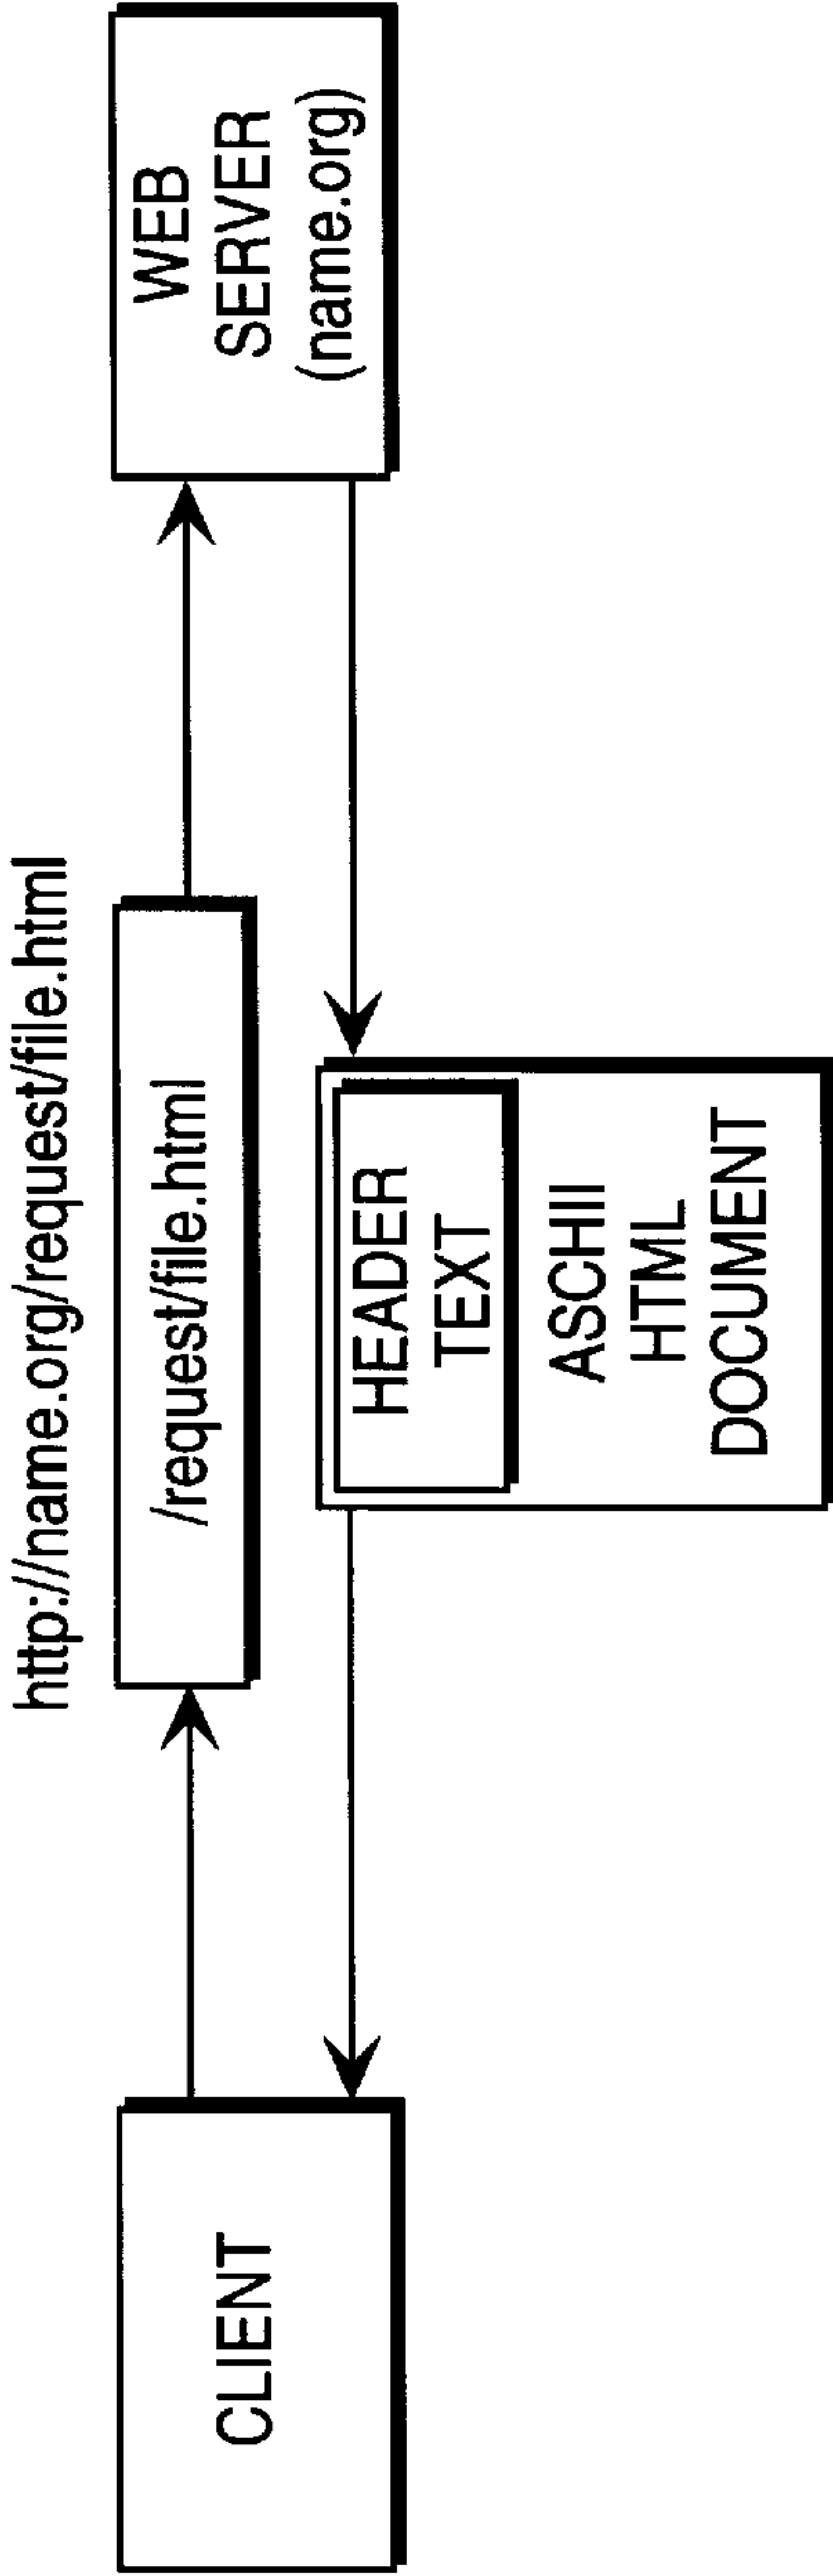 http://name.org/request/file.html
CLIENT
/request/file.html
WEB
SERVER
(name.org)
HEADER
TEXT
ASCHII
HTML
DOCUMENT